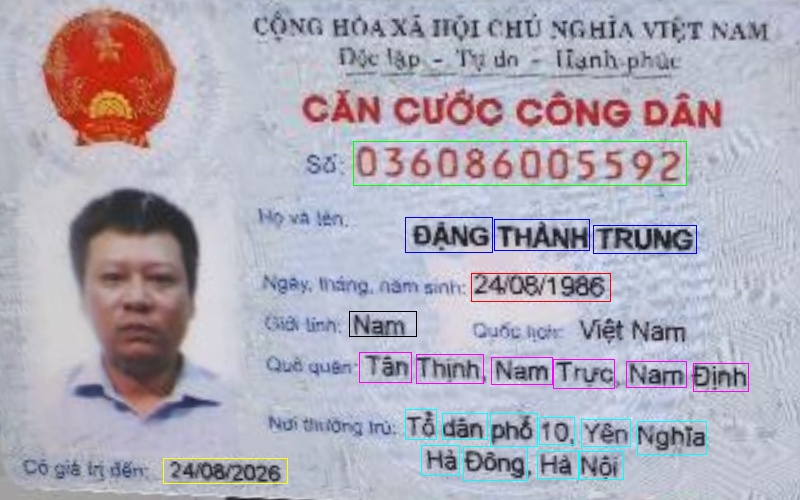 CỘNG HÒA XÃ HỘI CHỦ NGHĨA VIỆT NAM
Độc lập - Tự do - Hạnh phúc
CĂN CƯỚC CÔNG DÂN
Số: 036086005592
Họ và tên:
ĐẶNG THÀNH TRUNG
Ngày, tháng, năm sinh: 24/08/1986
Giới tính: Nam Quốc tịch: Việt Nam
Quê quán: Tân Thịnh, Nam Trực, Nam Định
Nơi thường trú: Tổ dân phố 10, Yên Nghĩa
Hà Đông, Hà Nội
Có giá trị đến: 24/08/2026